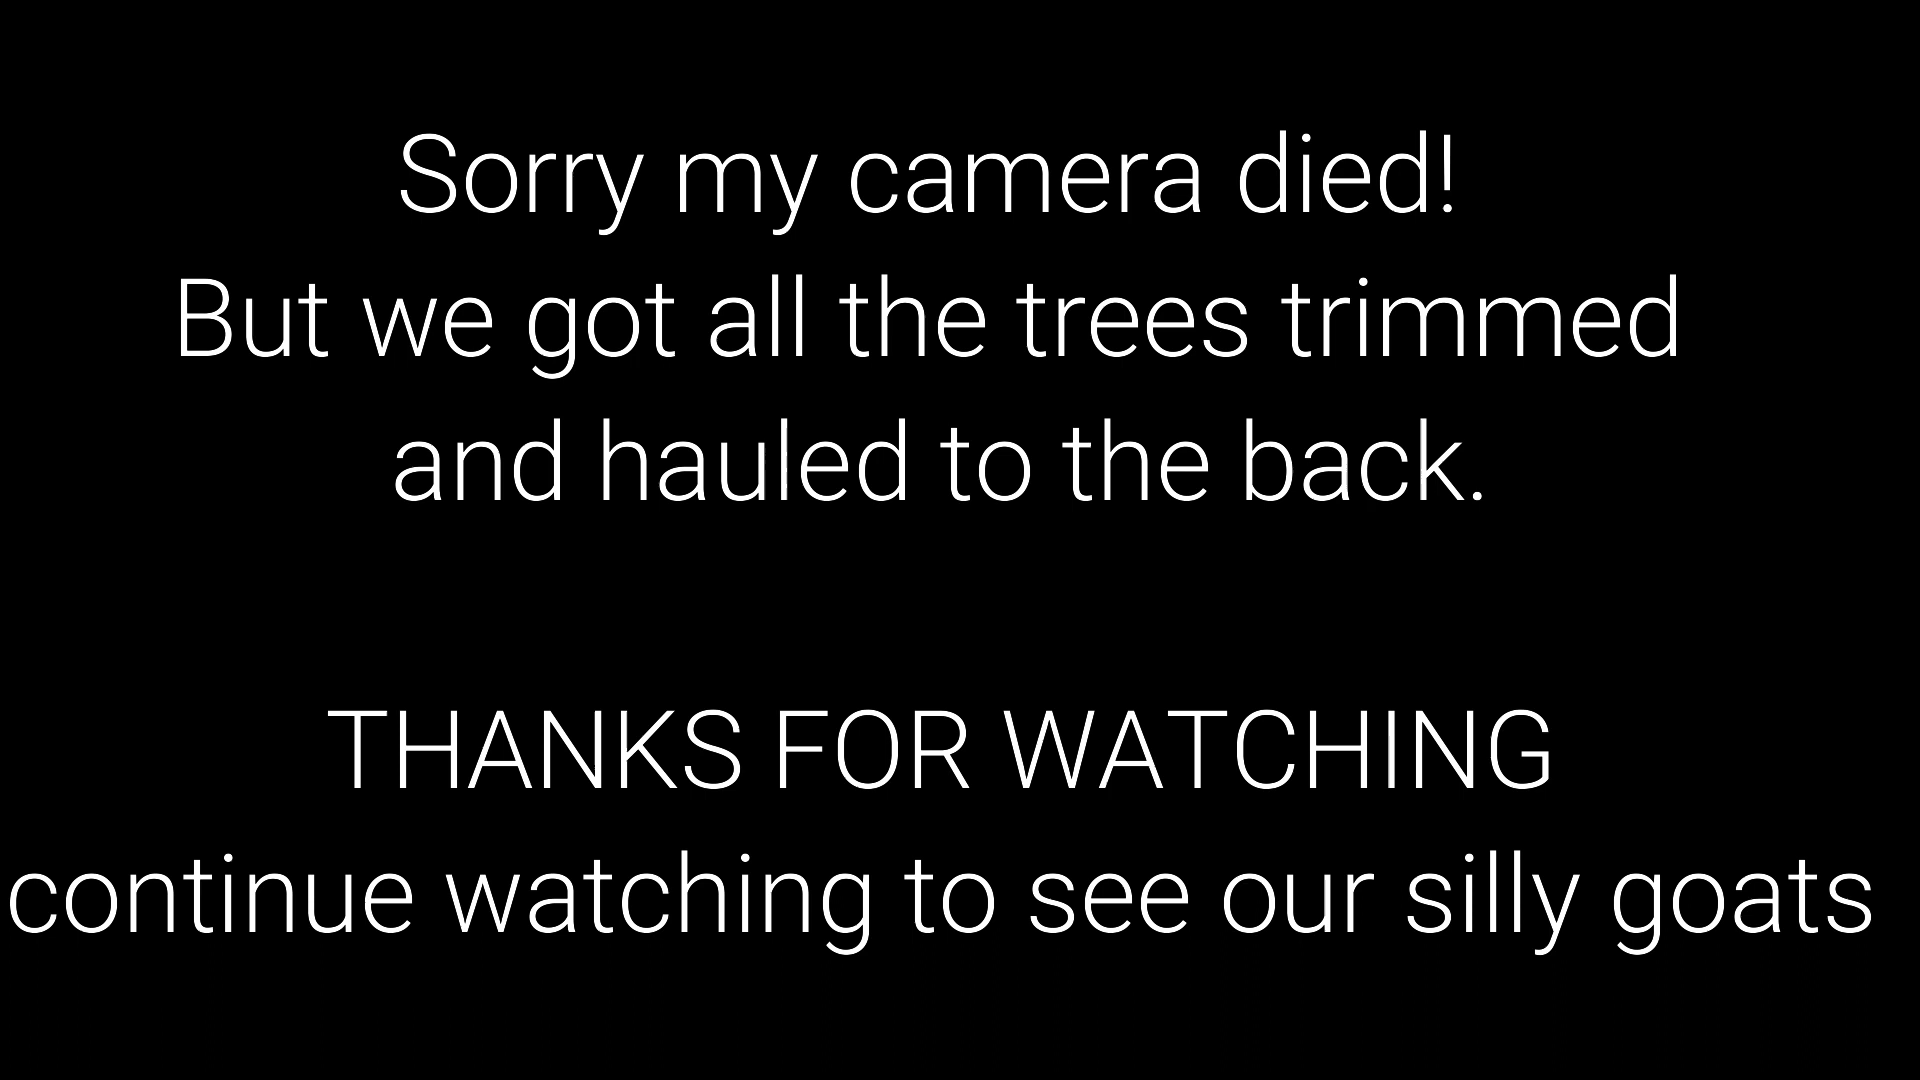 Sorry my camera died!
But we got all the trees trimmed
and hauled to the back.
THANKS FOR WATCHING
continue watching to see our silly goats